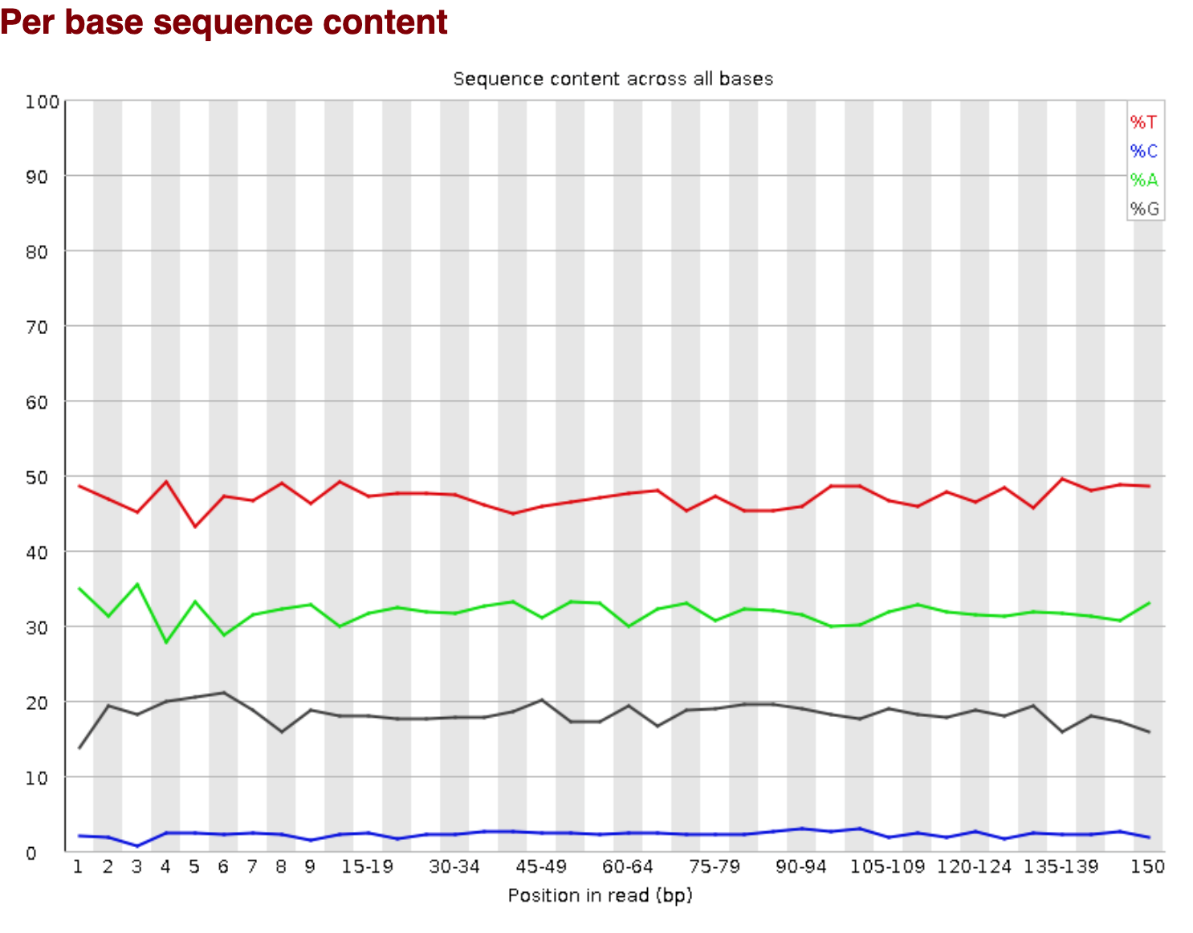 Per base sequence content
Sequence content across all bases
%T
%C
%A
%G
100
90
80
70
60
50
40
30
20
10
0
1 2 3 4 5 6 7 8 9 15-19 30-34 45-49 60-64 75-79 90-94 105-109 120-124 135-139 150
Position in read (bp)